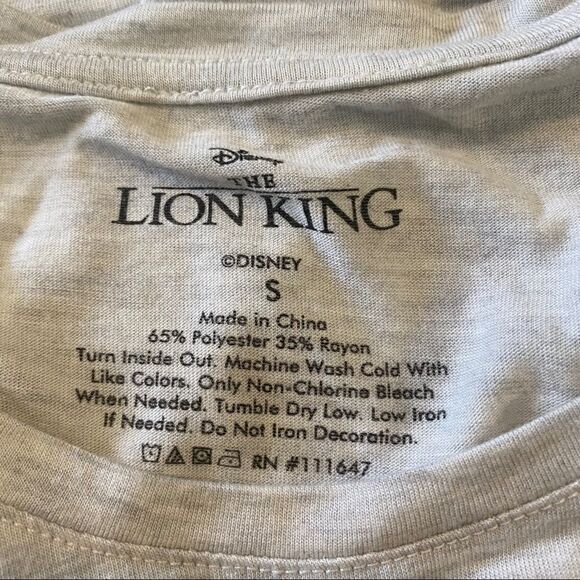 Disney
THE
LION KING
©DISNEY
S
Made in China
65% Polyester 35% Rayon
Turn Inside Out. Machine Wash Cold With
Like Colors. Only Non-Chlorine Bleach
When Needed. Tumble Dry Low. Low Iron
If Needed. Do Not Iron Decoration.
RN #111647